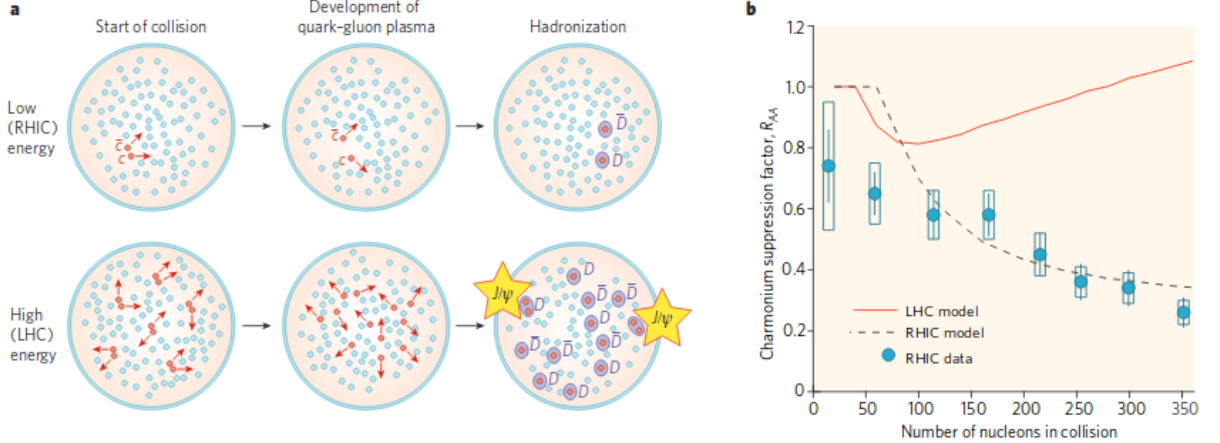 a
Start of collision
Development of
quark–gluon plasma
Hadronization
Low
(RHIC)
energy
c̄
c
c̄
c
D̄
D
High
(LHC)
energy
J/ψ
D
D
D̄
D̄
J/ψ
D
D̄
D̄
D̄
D
D
D
b
Charmonium suppression factor, R_AA
1.2
1.0
0.8
0.6
0.4
0.2
0
LHC model
RHIC model
RHIC data
0
50
100
150
200
250
300
350
Number of nucleons in collision